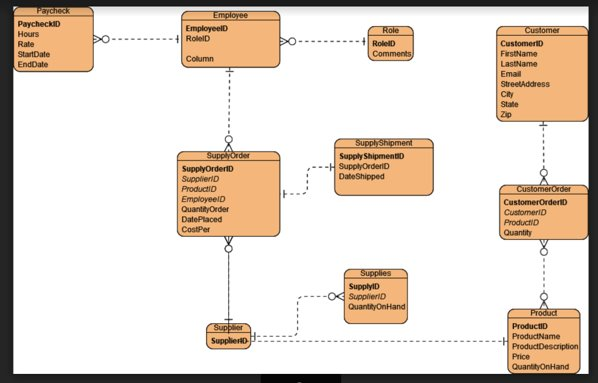 Paycheck
PaycheckID
Hours
Rate
StartDate
EndDate
Employee
EmployeeID
RoleID
Column
Role
RoleID
Comments
Customer
CustomerID
FirstName
LastName
Email
StreetAddress
City
State
Zip
SupplyOrder
SupplyOrderID
SupplierID
ProductID
EmployeeID
QuantityOrder
DatePlaced
CostPer
SupplyShipment
SupplyShipmentID
SupplyOrderID
DateShipped
CustomerOrder
CustomerOrderID
CustomerID
ProductID
Quantity
Supplies
SupplyID
SupplierID
QuantityOnHand
Supplier
SupplierID
Product
ProductID
ProductName
ProductDescription
Price
QuantityOnHand